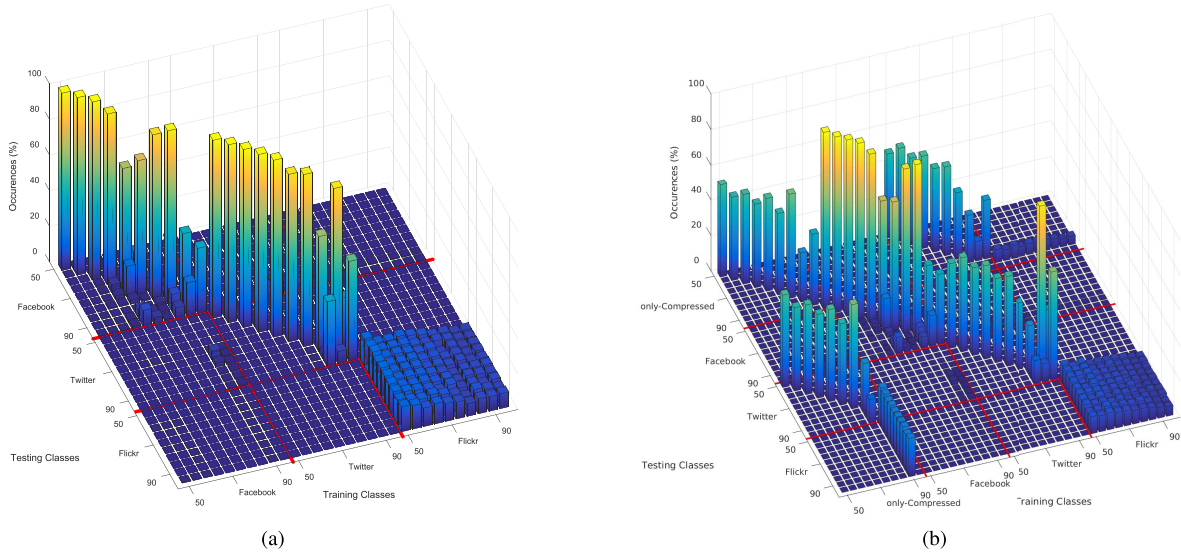 100
80
60
40
20
0
Occurences (%)
50
Facebook
90
50
Twitter
90
50
Flickr
90
Testing Classes
50
Facebook
90 50
Twitter
90 50
Flickr
90
Training Classes
(a)
100
80
60
40
20
0
Occurences (%)
50
only-Compressed
90
50
Facebook
90
50
Twitter
90
50
Flickr
90
Testing Classes
50
only-Compressed
90 50
Facebook
90 50
Twitter
90 50
Flickr
90
Training Classes
(b)